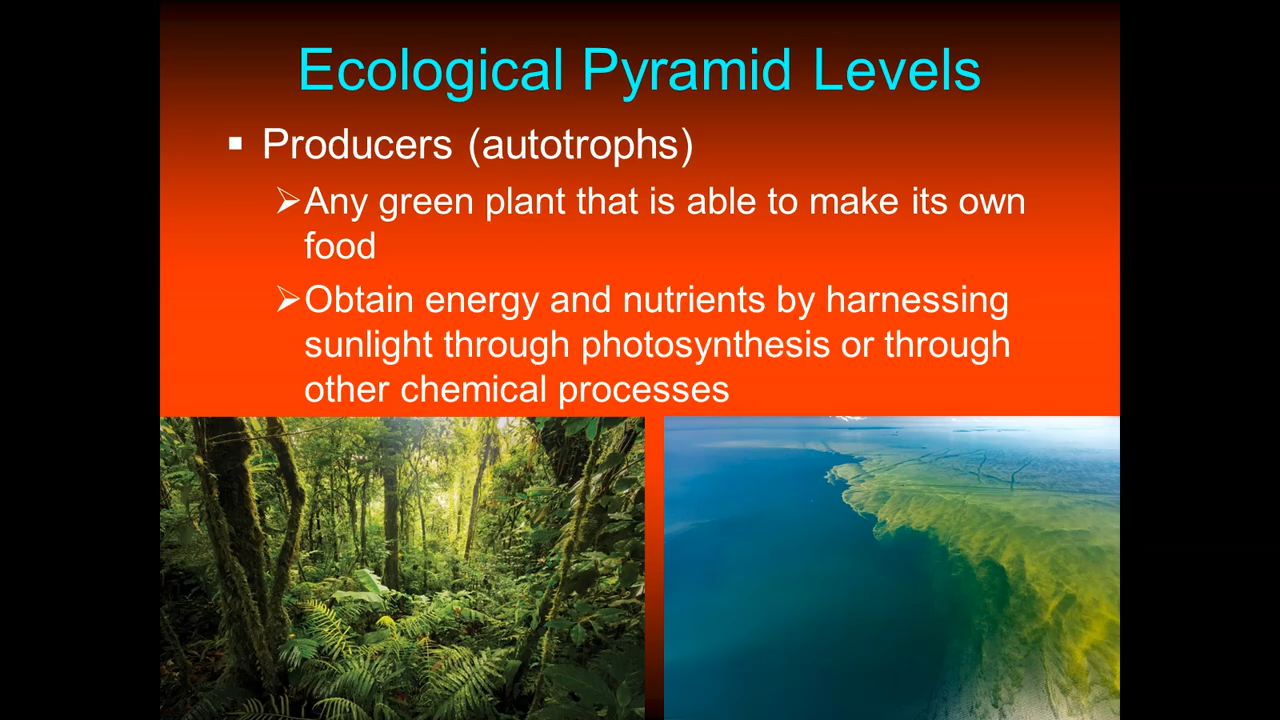 Ecological Pyramid Levels
▪ Producers (autotrophs)
➢Any green plant that is able to make its own
food
➢Obtain energy and nutrients by harnessing
sunlight through photosynthesis or through
other chemical processes